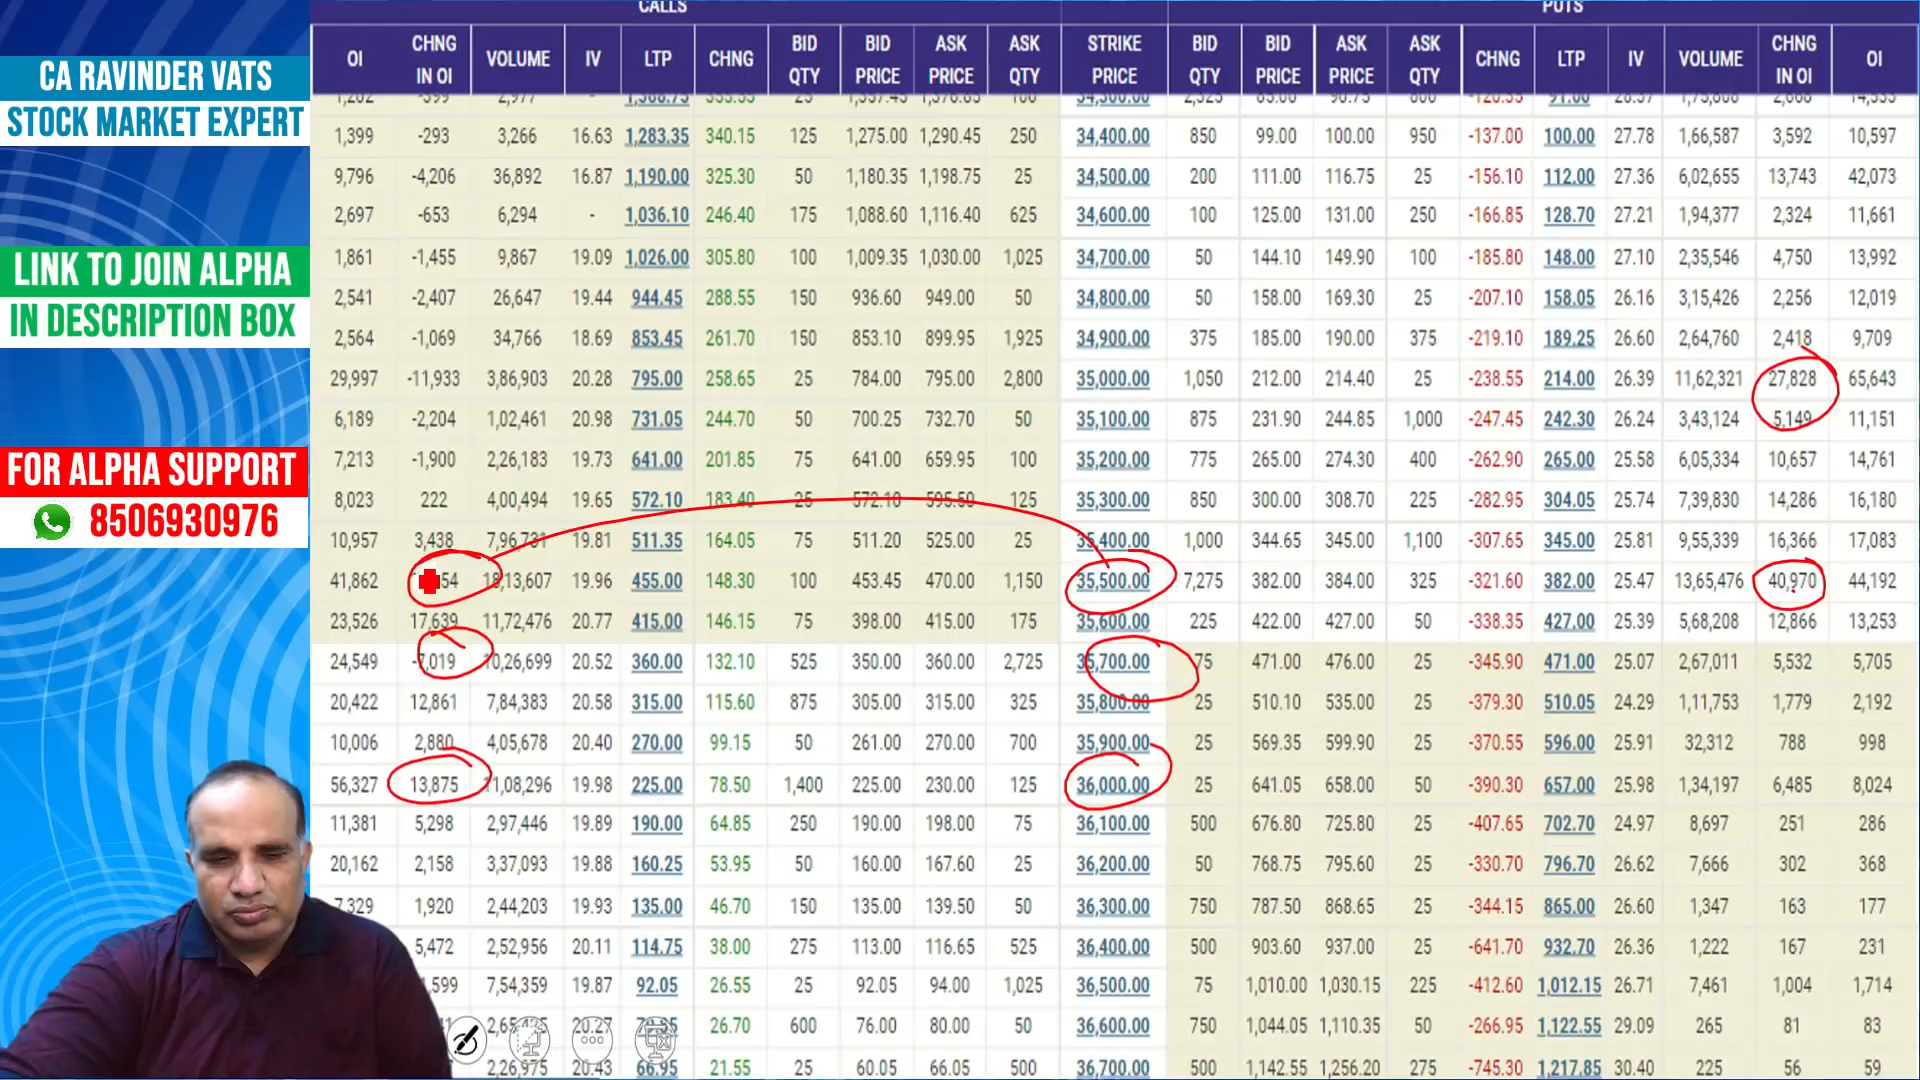 CA RAVINDER VATS
STOCK MARKET EXPERT
LINK TO JOIN ALPHA
IN DESCRIPTION BOX
FOR ALPHA SUPPORT
8506930976
CALLS PUTS
OI CHNG IN OI VOLUME IV LTP CHNG BID QTY BID PRICE ASK PRICE ASK QTY STRIKE PRICE BID QTY BID PRICE ASK PRICE ASK QTY CHNG LTP IV VOLUME CHNG IN OI OI
1,399 -293 3,266 16.63 1,283.35 340.15 125 1,275.00 1,290.45 250 34,400.00 850 99.00 100.00 950 -137.00 100.00 27.78 1,66,587 3,592 10,597
9,796 -4,206 36,892 16.87 1,190.00 325.30 50 1,180.35 1,198.75 25 34,500.00 200 111.00 116.75 25 -156.10 112.00 27.36 6,02,655 13,743 42,073
2,697 -653 6,294 - 1,036.10 246.40 175 1,088.60 1,116.40 625 34,600.00 100 125.00 131.00 250 -166.85 128.70 27.21 1,94,377 2,324 11,661
1,861 -1,455 9,867 19.09 1,026.00 305.80 100 1,009.35 1,030.00 1,025 34,700.00 50 144.10 149.90 100 -185.80 148.00 27.10 2,35,546 4,750 13,992
2,541 -2,407 26,647 19.44 944.45 288.55 150 936.60 949.00 50 34,800.00 50 158.00 169.30 25 -207.10 158.05 26.16 3,15,426 2,256 12,019
2,564 -1,069 34,766 18.69 853.45 261.70 150 853.10 899.95 1,925 34,900.00 375 185.00 190.00 375 -219.10 189.25 26.60 2,64,760 2,418 9,709
29,997 -11,933 3,86,903 20.28 795.00 258.65 25 784.00 795.00 2,800 35,000.00 1,050 212.00 214.40 25 -238.55 214.00 26.39 11,62,321 27,828 65,643
6,189 -2,204 1,02,461 20.98 731.05 244.70 50 700.25 732.70 50 35,100.00 875 231.90 244.85 1,000 -247.45 242.30 26.24 3,43,124 5,149 11,151
7,213 -1,900 2,26,183 19.73 641.00 201.85 75 641.00 659.95 100 35,200.00 775 265.00 274.30 400 -262.90 265.00 25.58 6,05,334 10,657 14,761
8,023 222 4,00,494 19.65 572.10 183.40 25 572.10 595.50 125 35,300.00 850 300.00 308.70 225 -282.95 304.05 25.74 7,39,830 14,286 16,180
10,957 3,438 7,96,731 19.81 511.35 164.05 75 511.20 525.00 25 35,400.00 1,000 344.65 345.00 1,100 -307.65 345.00 25.81 9,55,339 16,366 17,083
41,862 54 18,13,607 19.96 455.00 148.30 100 453.45 470.00 1,150 35,500.00 7,275 382.00 384.00 325 -321.60 382.00 25.47 13,65,476 40,970 44,192
23,526 17,639 11,72,476 20.77 415.00 146.15 75 398.00 415.00 175 35,600.00 225 422.00 427.00 50 -338.35 427.00 25.39 5,68,208 12,866 13,253
24,549 -7,019 10,26,699 20.52 360.00 132.10 525 350.00 360.00 2,725 35,700.00 75 471.00 476.00 25 -345.90 471.00 25.07 2,67,011 5,532 5,705
20,422 12,861 7,84,383 20.58 315.00 115.60 875 305.00 315.00 325 35,800.00 25 510.10 535.00 25 -379.30 510.05 24.29 1,11,753 1,779 2,192
10,006 2,880 4,05,678 20.40 270.00 99.15 50 261.00 270.00 700 35,900.00 25 569.35 599.90 25 -370.55 596.00 25.91 32,312 788 998
56,327 13,875 11,08,296 19.98 225.00 78.50 1,400 225.00 230.00 125 36,000.00 25 641.05 658.00 50 -390.30 657.00 25.98 1,34,197 6,485 8,024
11,381 5,298 2,97,446 19.89 190.00 64.85 250 190.00 198.00 75 36,100.00 500 676.80 725.80 25 -407.65 702.70 24.97 8,697 251 286
20,162 2,158 3,37,093 19.88 160.25 53.95 50 160.00 167.60 25 36,200.00 50 768.75 795.60 25 -330.70 796.70 26.62 7,666 302 368
7,329 1,920 2,44,203 19.93 135.00 46.70 150 135.00 139.50 50 36,300.00 750 787.50 868.65 25 -344.15 865.00 26.60 1,347 163 177
5,472 2,52,956 20.11 114.75 38.00 275 113.00 116.65 525 36,400.00 500 903.60 937.00 25 -641.70 932.70 26.36 1,222 167 231
599 7,54,359 19.87 92.05 26.55 25 92.05 94.00 1,025 36,500.00 75 1,010.00 1,030.15 225 -412.60 1,012.15 26.71 7,461 1,004 1,714
26.70 600 76.00 80.00 50 36,600.00 750 1,044.05 1,110.35 50 -266.95 1,122.55 29.09 265 81 83
2,26,975 20.43 66.95 21.55 25 60.05 66.05 500 36,700.00 500 1,142.55 1,256.20 275 -745.30 1,217.85 30.40 225 56 59